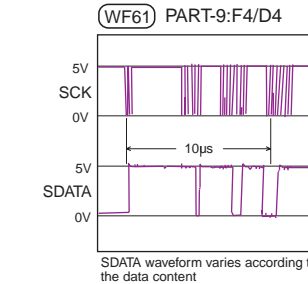 WF61 PART-9:F4/D4
5V
SCK
0V
10µs
5V
SDATA
0V
SDATA waveform varies according
the data content